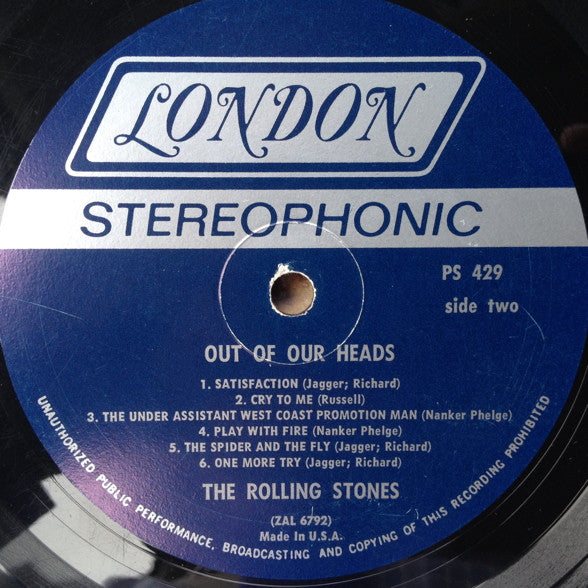 LONDON
STEREOPHONIC
PS 429
side two
OUT OF OUR HEADS
1. SATISFACTION (Jagger; Richard)
2. CRY TO ME (Russell)
3. THE UNDER ASSISTANT WEST COAST PROMOTION MAN (Nanker Phelge)
4. PLAY WITH FIRE (Nanker Phelge)
5. THE SPIDER AND THE FLY (Jagger; Richard)
6. ONE MORE TRY (Jagger; Richard)
THE ROLLING STONES
(ZAL 6792)
Made In U.S.A.
UNAUTHORIZED PUBLIC PERFORMANCE, BROADCASTING AND COPYING OF THIS RECORDING PROHIBITED